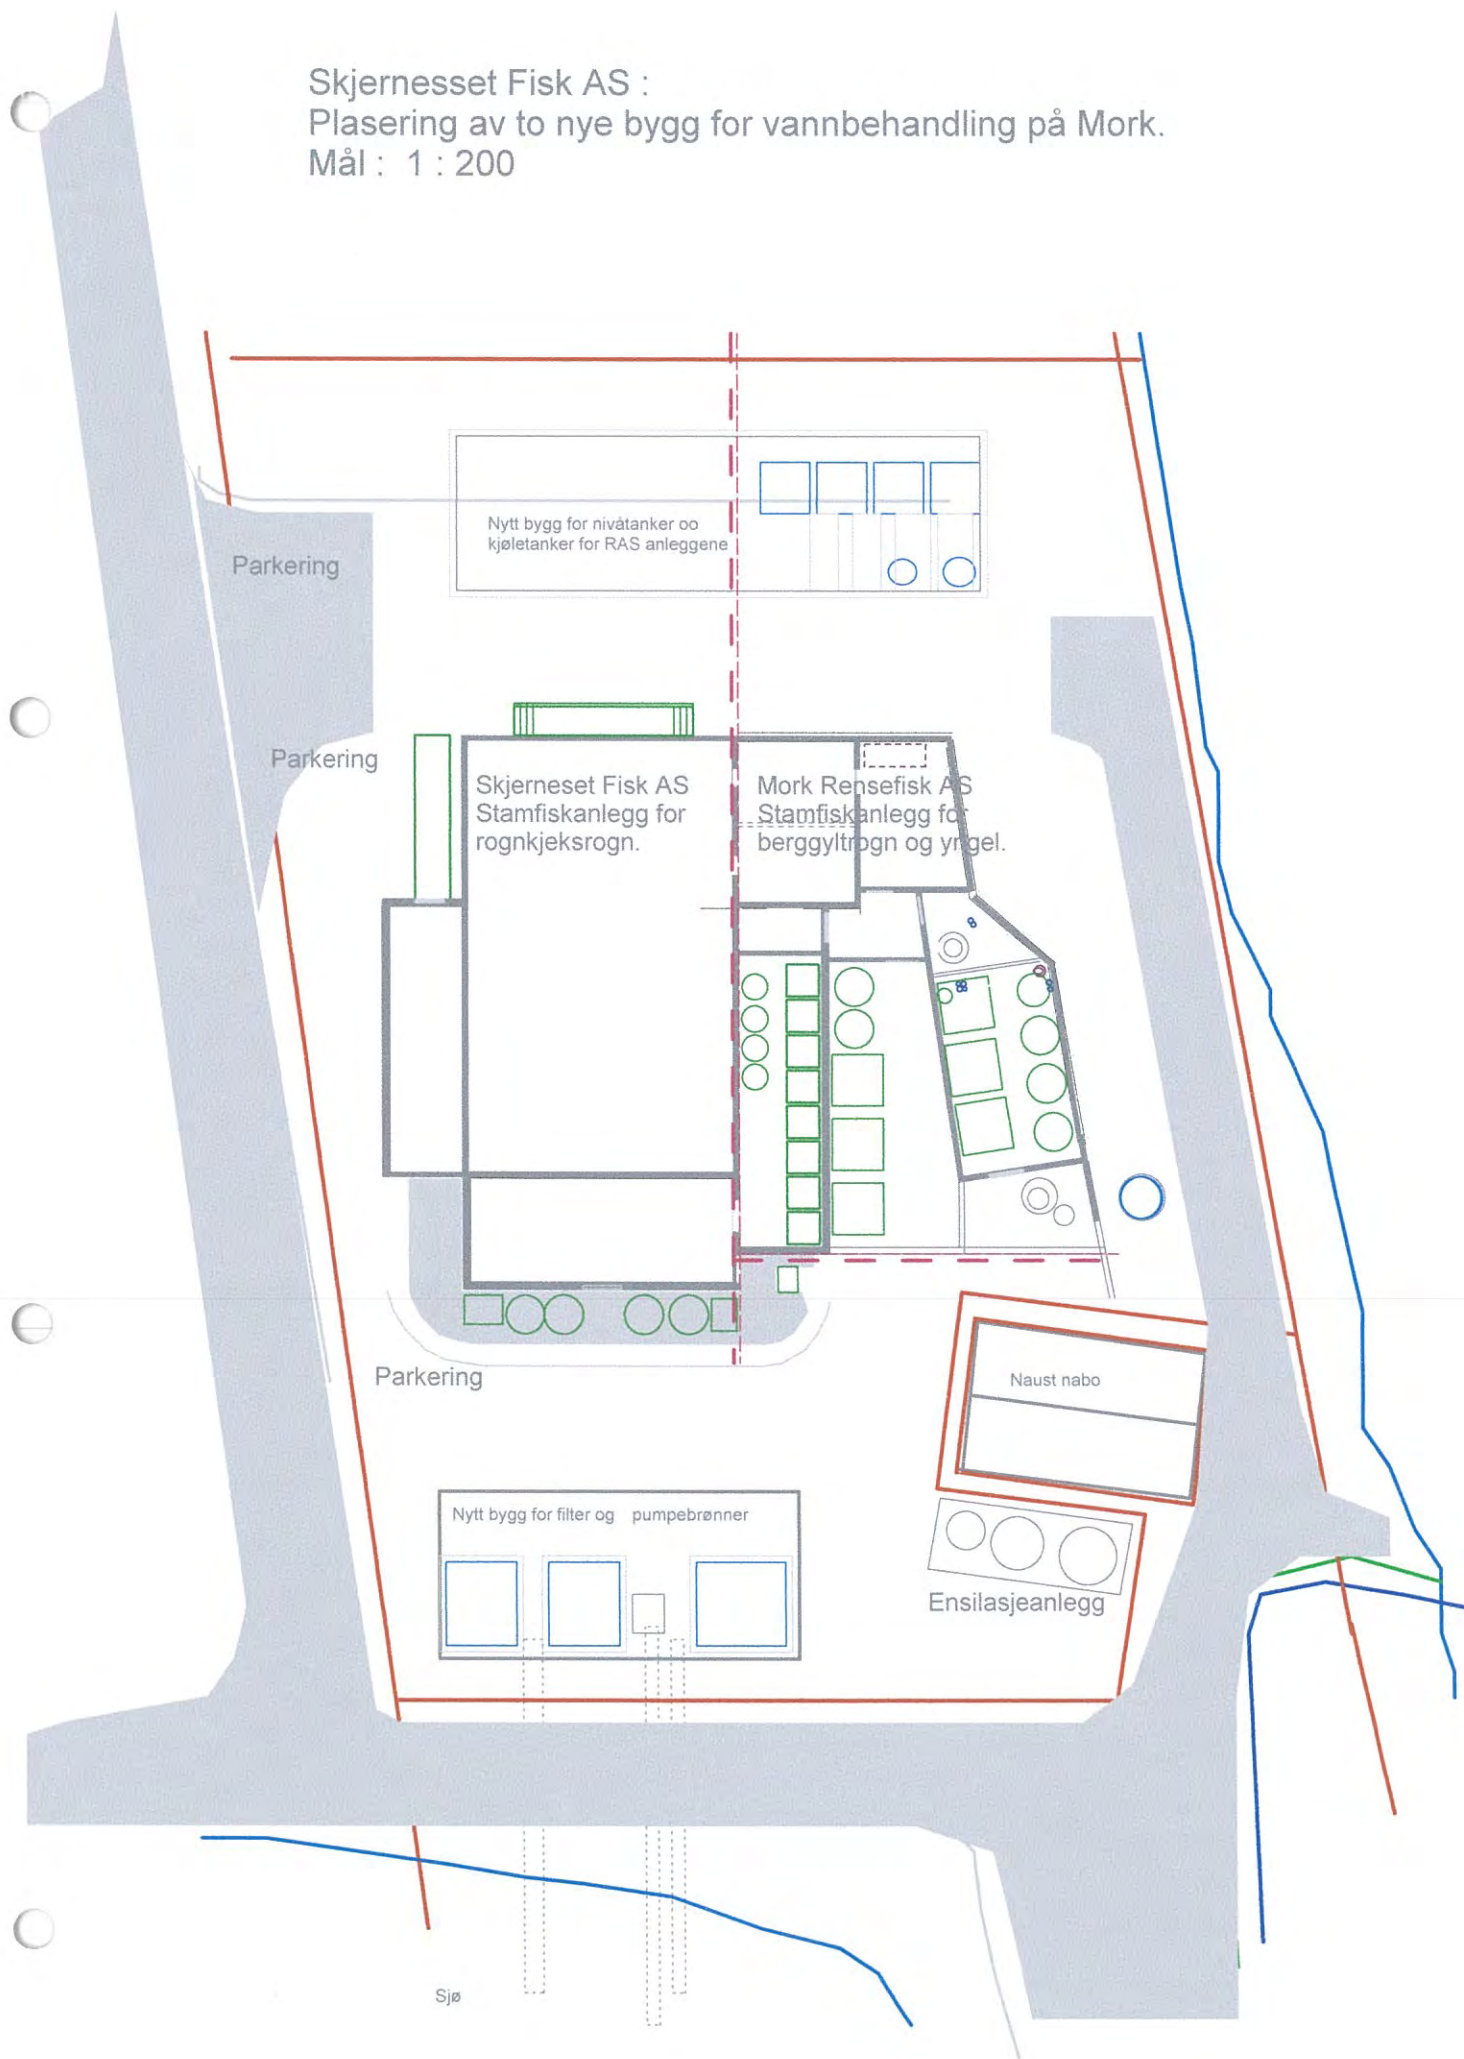 Skjernesset Fisk AS :
Plasering av to nye bygg for vannbehandling på Mork.
Mål : 1 : 200
Nytt bygg for nivåtanker oo
kjøletanker for RAS anleggene
Parkering
Parkering
Skjerneset Fisk AS
Stamfiskanlegg for
rognkjeksrogn.
Mork Rensefisk AS
Stamfiskanlegg for
berggyltrogn og yngel.
Parkering
Naust nabo
Nytt bygg for filter og pumpebrønner
Ensilasjeanlegg
Sjø